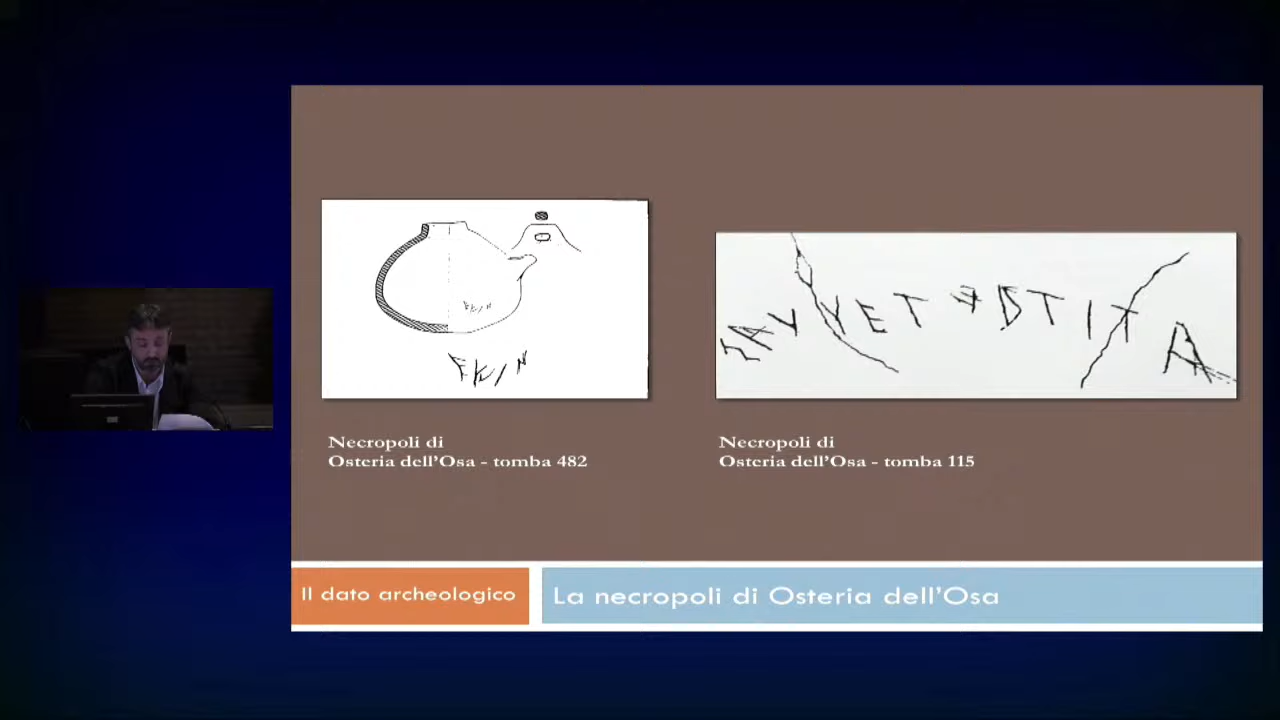 Necropoli di
Osteria dell'Osa - tomba 482
Necropoli di
Osteria dell'Osa - tomba 115
Il dato archeologico
La necropoli di Osteria dell'Osa